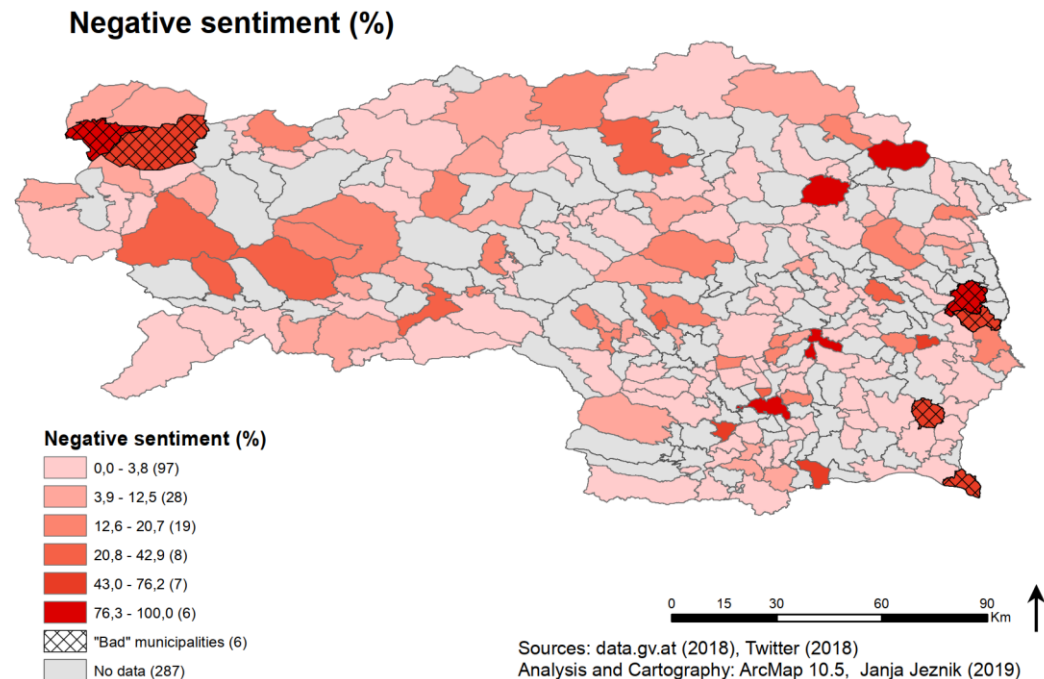 Negative sentiment (%)
Negative sentiment (%)
0,0 - 3,8 (97)
3,9 - 12,5 (28)
12,6 - 20,7 (19)
20,8 - 42,9 (8)
43,0 - 76,2 (7)
76,3 - 100,0 (6)
"Bad" municipalities (6)
No data (287)
0 15 30 60 90
Km
Sources: data.gv.at (2018), Twitter (2018)
Analysis and Cartography: ArcMap 10.5, Janja Jeznik (2019)